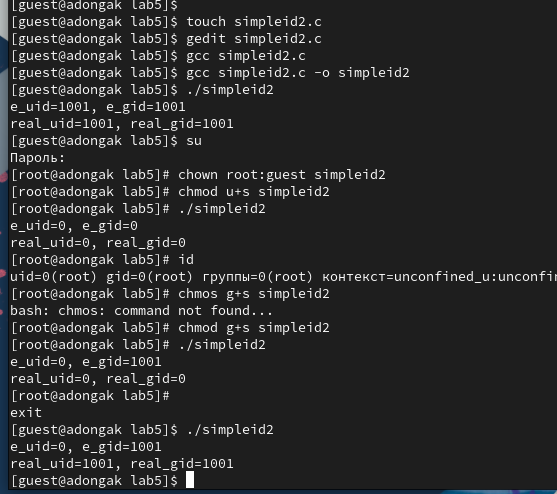 [guest@adongak lab5]$
[guest@adongak lab5]$ touch simpleid2.c
[guest@adongak lab5]$ gedit simpleid2.c
[guest@adongak lab5]$ gcc simpleid2.c
[guest@adongak lab5]$ gcc simpleid2.c -o simpleid2
[guest@adongak lab5]$ ./simpleid2
e_uid=1001, e_gid=1001
real_uid=1001, real_gid=1001
[guest@adongak lab5]$ su
Пароль:
[root@adongak lab5]# chown root:guest simpleid2
[root@adongak lab5]# chmod u+s simpleid2
[root@adongak lab5]# ./simpleid2
e_uid=0, e_gid=0
real_uid=0, real_gid=0
[root@adongak lab5]# id
uid=0(root) gid=0(root) группы=0(root) контекст=unconfined_u:unconfin
[root@adongak lab5]# chmos g+s simpleid2
bash: chmos: command not found...
[root@adongak lab5]# chmod g+s simpleid2
[root@adongak lab5]# ./simpleid2
e_uid=0, e_gid=1001
real_uid=0, real_gid=0
[root@adongak lab5]#
exit
[guest@adongak lab5]$ ./simpleid2
e_uid=0, e_gid=1001
real_uid=1001, real_gid=1001
[guest@adongak lab5]$